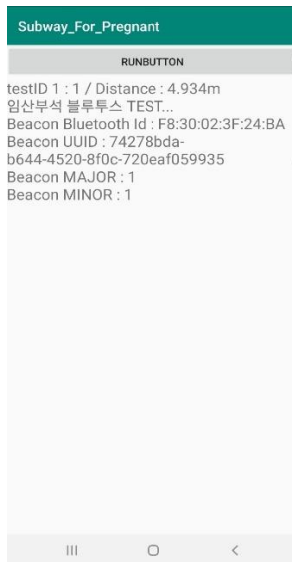 Subway_For_Pregnant
RUNBUTTON
testID 1 : 1 / Distance : 4.934m
임산부석 블루투스 TEST...
Beacon Bluetooth Id : F8:30:02:3F:24:BA
Beacon UUID : 74278bda-
b644-4520-8f0c-720eaf059935
Beacon MAJOR : 1
Beacon MINOR : 1